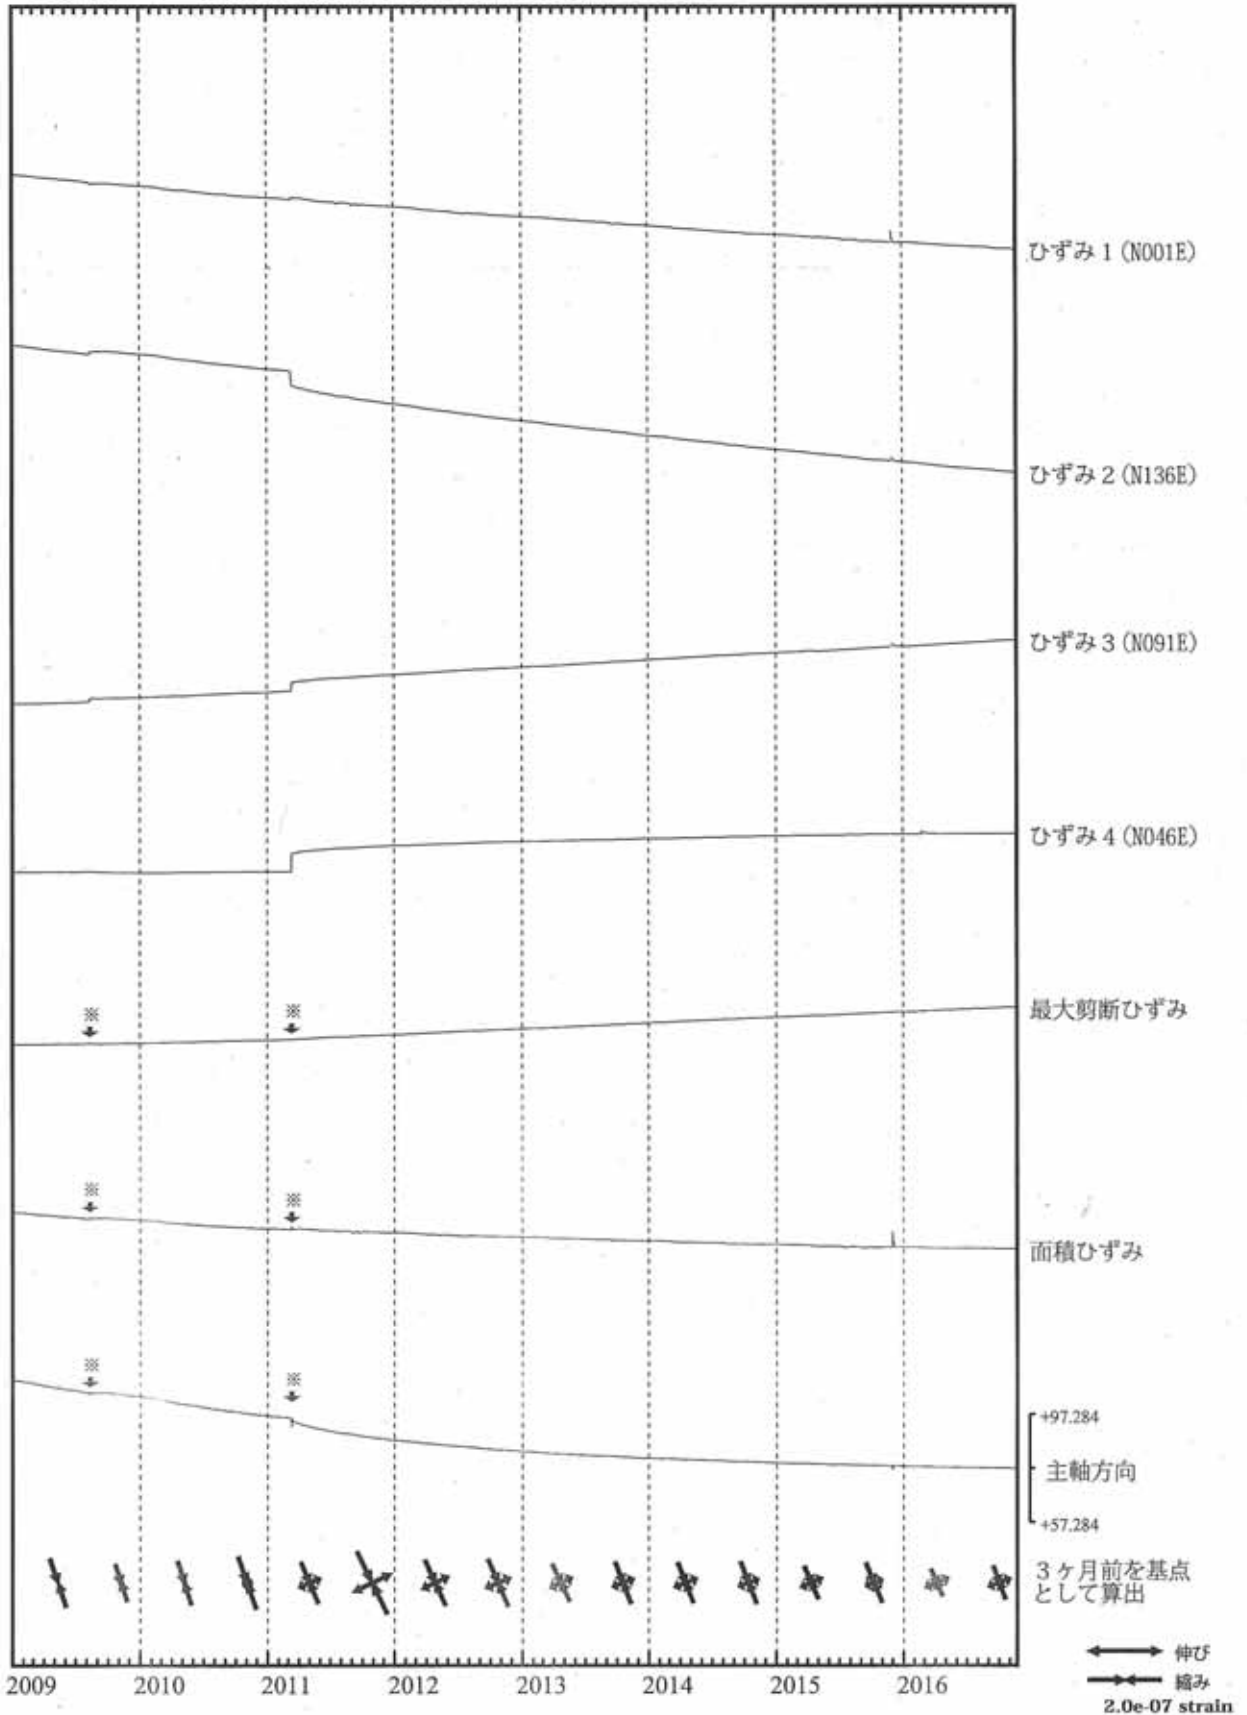 ひずみ1(N001E)
ひずみ2(N136E)
ひずみ3(N091E)
ひずみ4(N046E)
※ ※
最大剪断ひずみ
※ ※
面積ひずみ
※ ※
+97.284
主軸方向
+57.284
3ヶ月前を基点
として算出
伸び
縮み
2.0e-07 strain
2009 2010 2011 2012 2013 2014 2015 2016